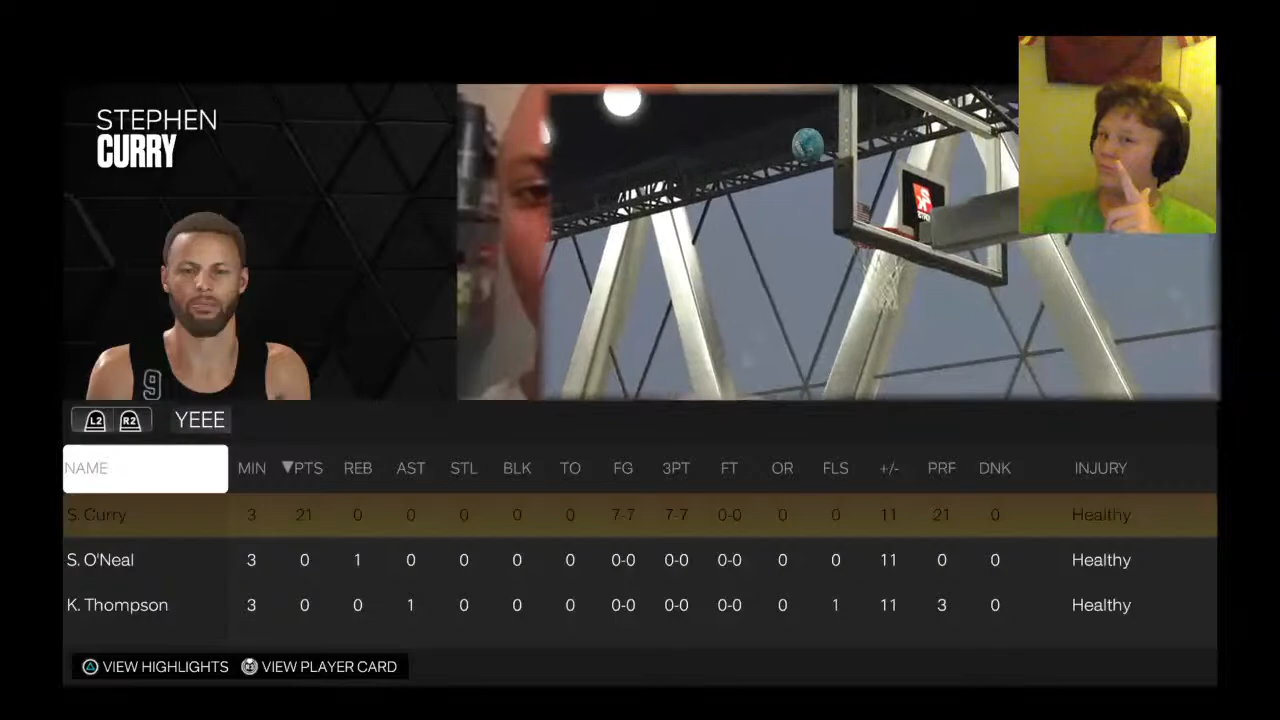 STEPHEN
CURRY
9
L2 R2 YEEE
NAME MIN ▼PTS REB AST STL BLK TO FG 3PT FT OR FLS +/- PRF DNK INJURY
S. Curry 3 21 0 0 0 0 0 7-7 7-7 0-0 0 0 11 21 0 Healthy
S. O'Neal 3 0 1 0 0 0 0 0-0 0-0 0-0 0 0 11 0 0 Healthy
K. Thompson 3 0 0 1 0 0 0 0-0 0-0 0-0 0 1 11 3 0 Healthy
VIEW HIGHLIGHTS VIEW PLAYER CARD